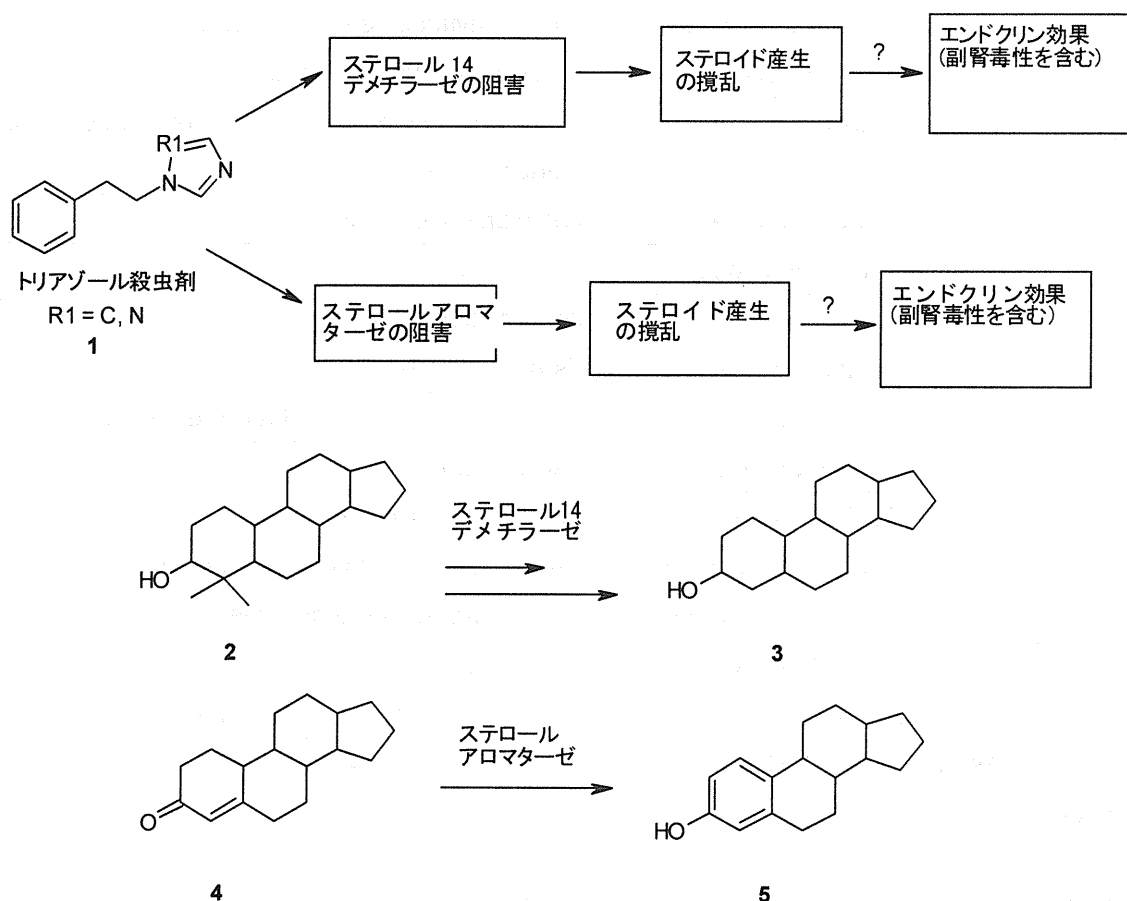 ステロール 14
デメチラーゼの阻害
ステロイド産生
の撹乱
?
エンドクリン効果
(副腎毒性を含む)
R1
N
N
トリアゾール殺虫剤
R1 = C, N
1
ステロールアロマ
ターゼの阻害
ステロイド産生
の撹乱
?
エンドクリン効果
(副腎毒性を含む)
HO
2
ステロール14
デメチラーゼ
HO
3
O
4
ステロール
アロマターゼ
HO
5